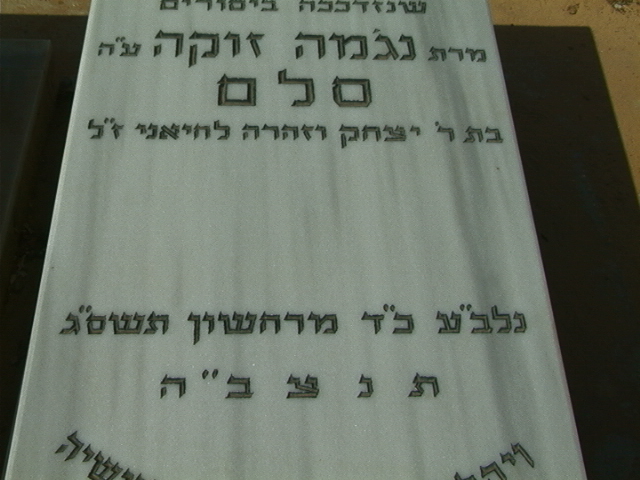 שנזדככה ביסורים
מרת נג'מה זוקה ע"ה
סלם
בת ר' יצחק וזהרה לחיאני ז"ל
נלב"ע כ"ד מרחשון תשס"ג
ת נ צ ב" ה